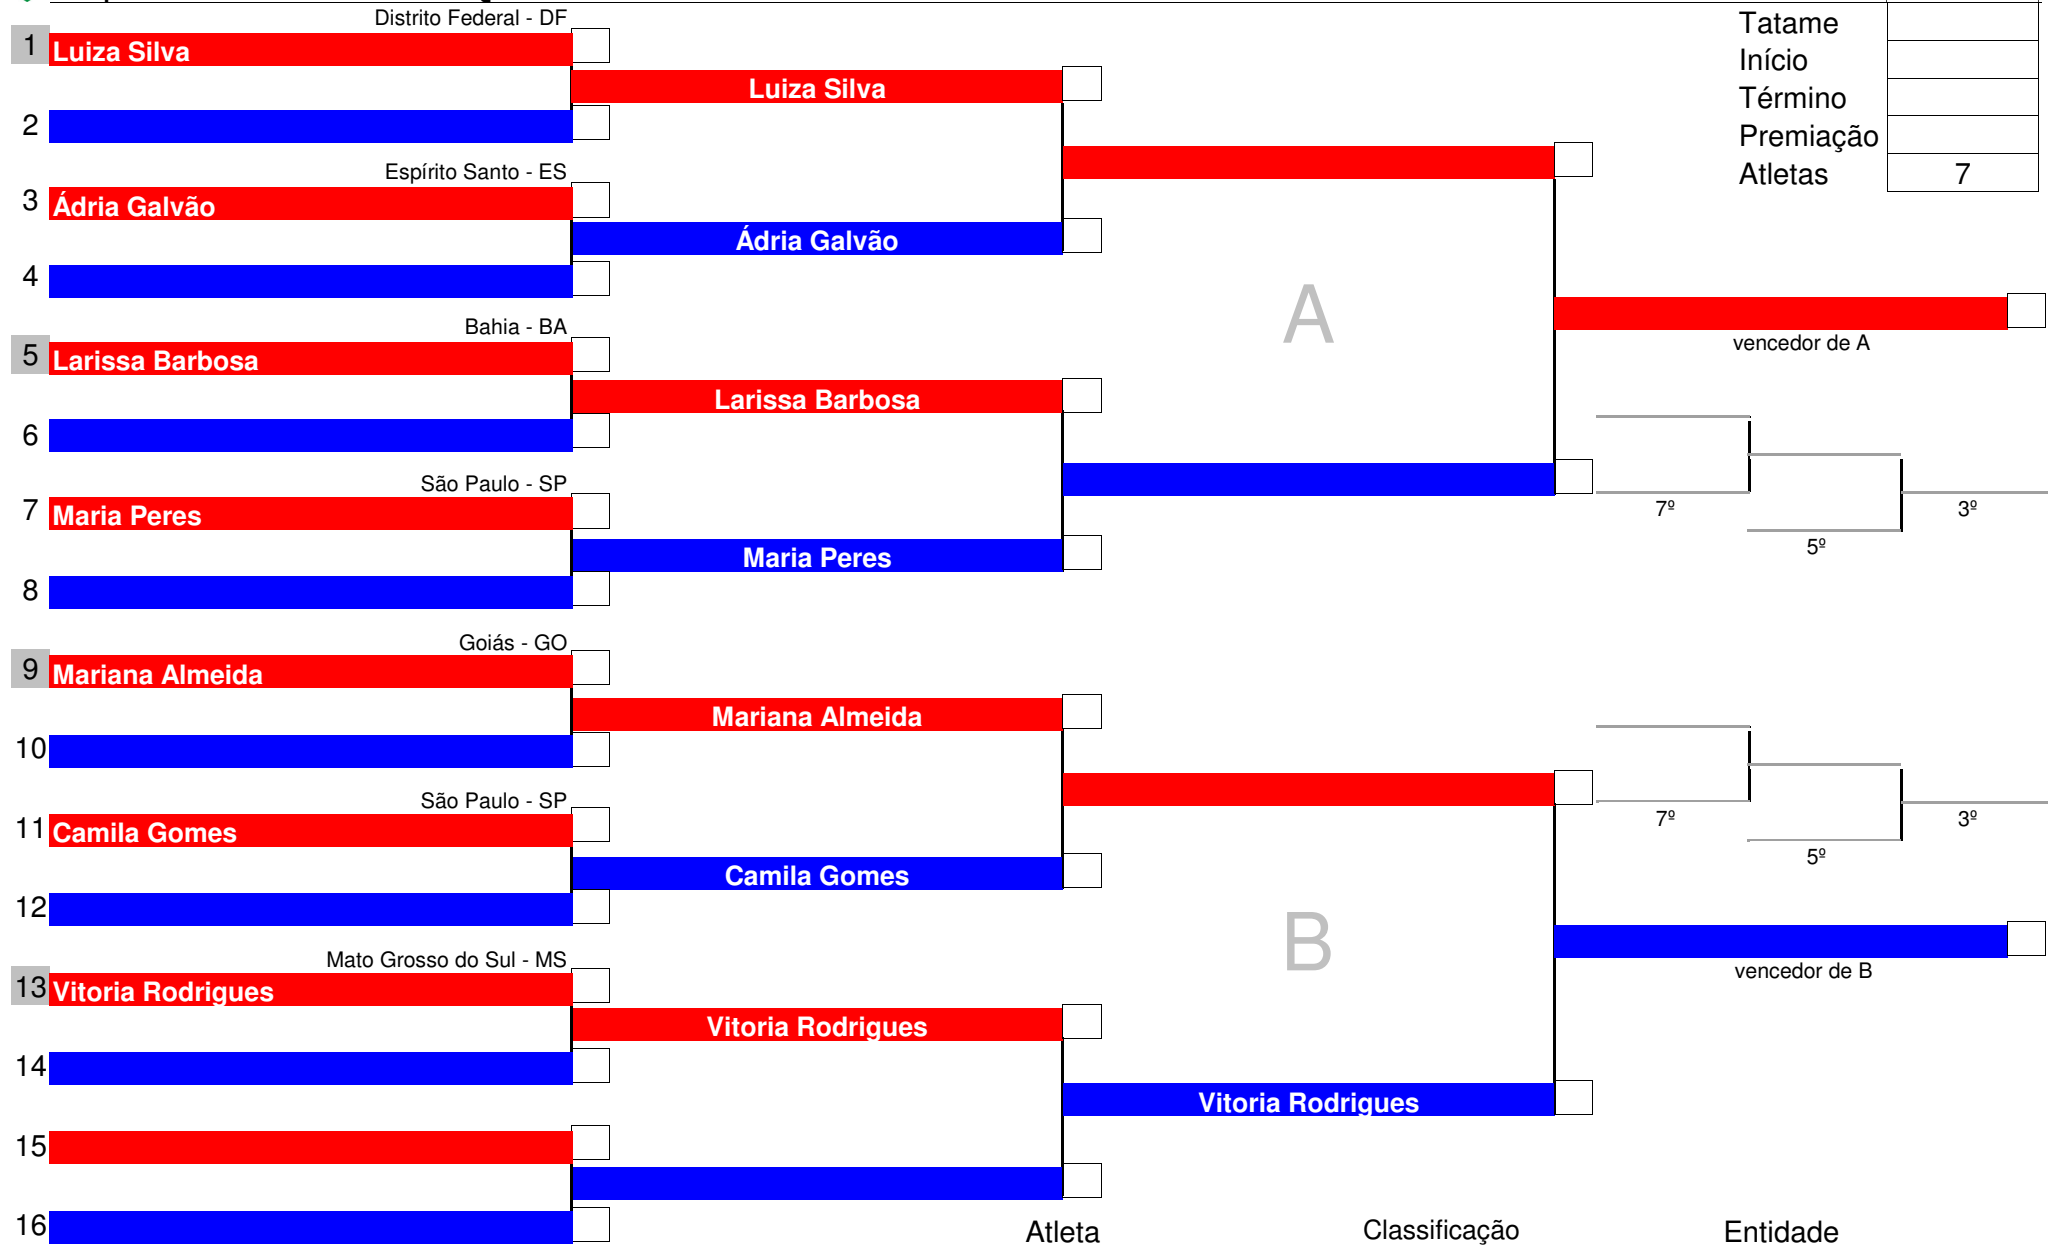 Distrito Federal - DF
1 Luiza Silva
Luiza Silva
2
Espírito Santo - ES
3 Ádria Galvão
Ádria Galvão
4
Bahia - BA
5 Larissa Barbosa
Larissa Barbosa
6
São Paulo - SP
7 Maria Peres
Maria Peres
8
Goiás - GO
9 Mariana Almeida
Mariana Almeida
10
São Paulo - SP
11 Camila Gomes
Camila Gomes
12
Mato Grosso do Sul - MS
13 Vitoria Rodrigues
Vitoria Rodrigues
14
Vitoria Rodrigues
15
16
A
B
Tatame
Início
Término
Premiação
Atletas 7
vencedor de A
7º
3º
5º
7º
3º
5º
vencedor de B
Atleta Classificação Entidade